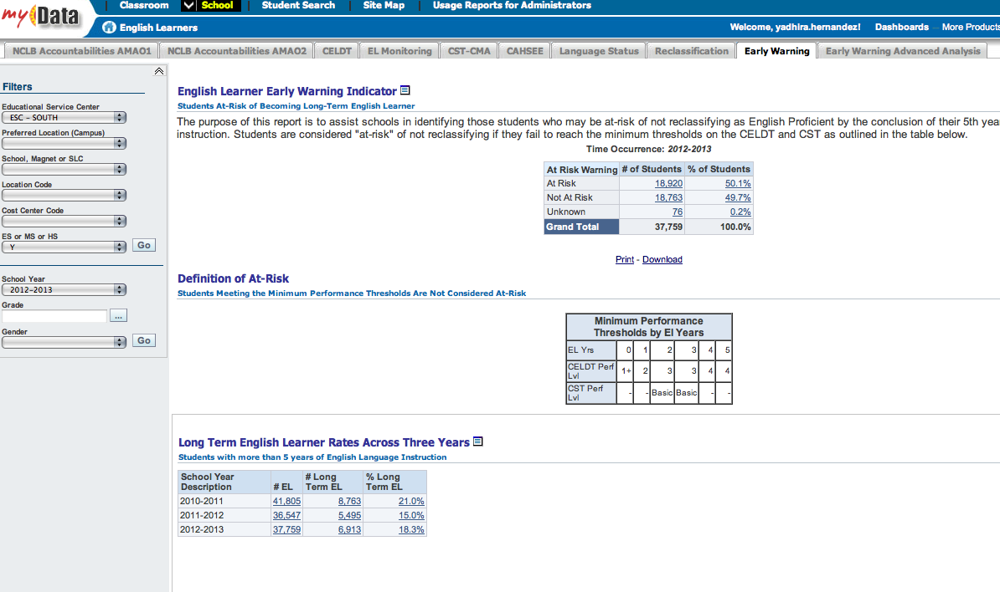 my Data
Classroom School Student Search Site Map Usage Reports for Administrators
English Learners Welcome, yadhira.hernandez! Dashboards – More Products
NCLB Accountabilities AMAO1 NCLB Accountabilities AMAO2 CELDT EL Monitoring CST-CMA CAHSEE Language Status Reclassification Early Warning Early Warning Advanced Analysis
Filters
Educational Service Center
ESC - SOUTH
Preferred Location (Campus)
School, Magnet or SLC
Location Code
Cost Center Code
ES or MS or HS
Y Go
School Year
2012-2013
Grade
...
Gender
Go
English Learner Early Warning Indicator
Students At-Risk of Becoming Long-Term English Learner
The purpose of this report is to assist schools in identifying those students who may be at-risk of not reclassifying as English Proficient by the conclusion of their 5th yea
instruction. Students are considered "at-risk" of not reclassifying if they fail to reach the minimum thresholds on the CELDT and CST as outlined in the table below.
Time Occurrence: 2012-2013
At Risk Warning # of Students % of Students
At Risk 18,920 50.1%
Not At Risk 18,763 49.7%
Unknown 76 0.2%
Grand Total 37,759 100.0%
Print - Download
Definition of At-Risk
Students Meeting the Minimum Performance Thresholds Are Not Considered At-Risk
Minimum Performance
Thresholds by El Years
EL Yrs 0 1 2 3 4 5
CELDT Perf
Lvl 1+ 2 3 3 4 4
CST Perf
Lvl - - Basic Basic - -
Long Term English Learner Rates Across Three Years
Students with more than 5 years of English Language Instruction
School Year
Description # EL # Long
Term EL % Long
Term EL
2010-2011 41,805 8,763 21.0%
2011-2012 36,547 5,495 15.0%
2012-2013 37,759 6,913 18.3%